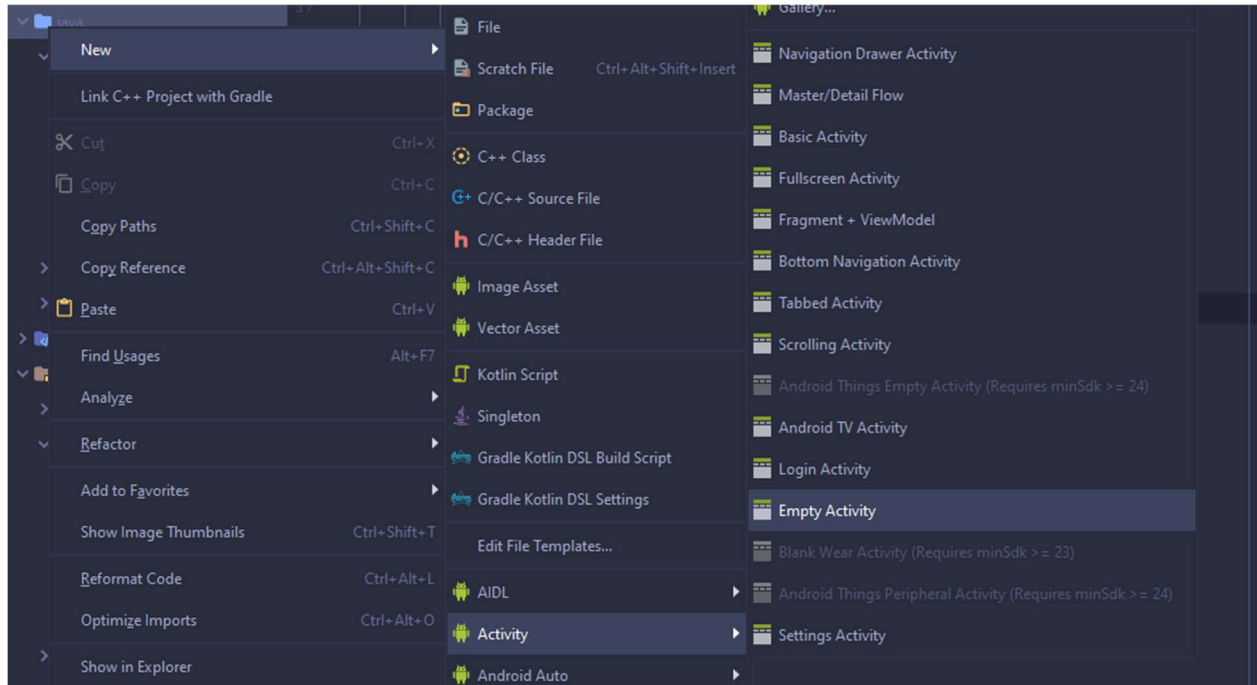 java
37
New
Link C++ Project with Gradle
Cut Ctrl+X
Copy Ctrl+C
Copy Paths Ctrl+Shift+C
Copy Reference Ctrl+Alt+Shift+C
Paste Ctrl+V
Find Usages Alt+F7
Analyze
Refactor
Add to Favorites
Show Image Thumbnails Ctrl+Shift+T
Reformat Code Ctrl+Alt+L
Optimize Imports Ctrl+Alt+O
Show in Explorer
File
Scratch File Ctrl+Alt+Shift+Insert
Package
C++ Class
C/C++ Source File
C/C++ Header File
Image Asset
Vector Asset
Kotlin Script
Singleton
Gradle Kotlin DSL Build Script
Gradle Kotlin DSL Settings
Edit File Templates...
AIDL
Activity
Android Auto
Gallery...
Navigation Drawer Activity
Master/Detail Flow
Basic Activity
Fullscreen Activity
Fragment + ViewModel
Bottom Navigation Activity
Tabbed Activity
Scrolling Activity
Android Things Empty Activity (Requires minSdk >= 24)
Android TV Activity
Login Activity
Empty Activity
Blank Wear Activity (Requires minSdk >= 23)
Android Things Peripheral Activity (Requires minSdk >= 24)
Settings Activity